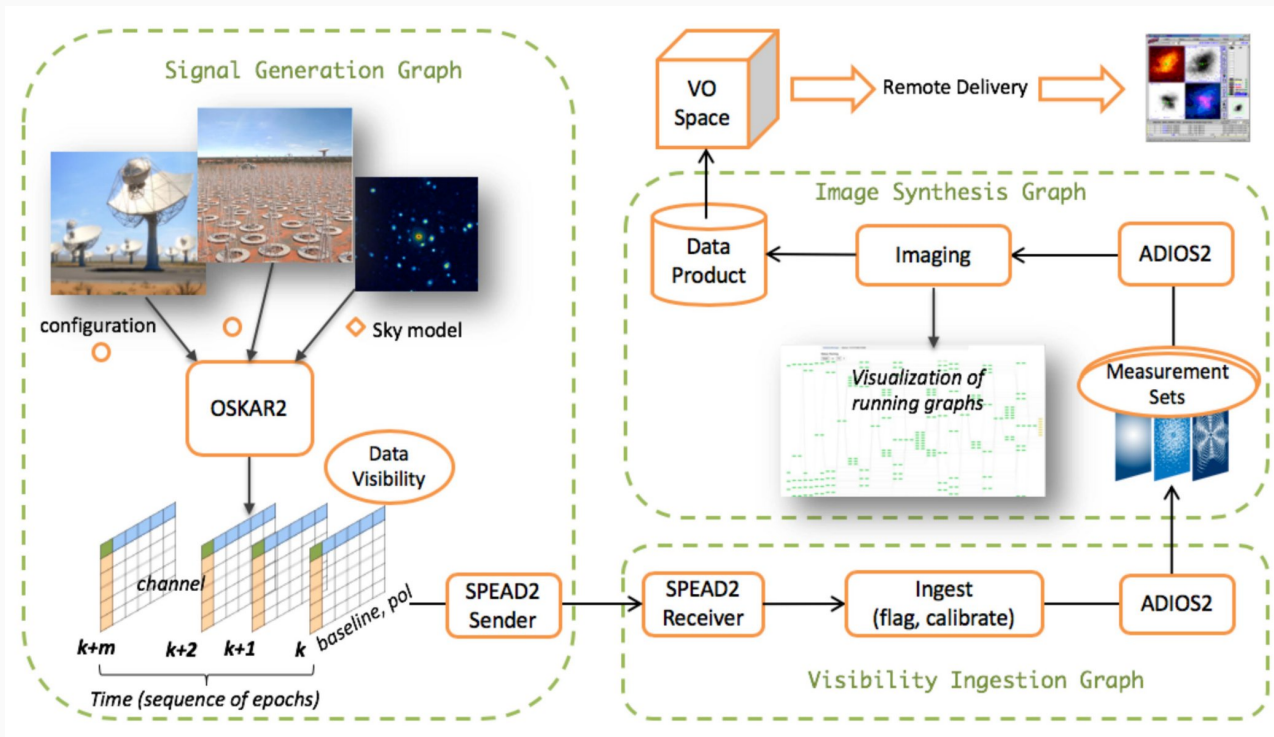 Signal Generation Graph
configuration
Sky model
OSKAR2
Data
Visibility
channel
baseline, pol
k+m
k+2
k+1
k
Time (sequence of epochs)
SPEAD2
Sender
VO
Space
Remote Delivery
Image Synthesis Graph
Data
Product
Imaging
ADIOS2
Visualization of
running graphs
Measurement
Sets
SPEAD2
Receiver
Ingest
(flag, calibrate)
ADIOS2
Visibility Ingestion Graph